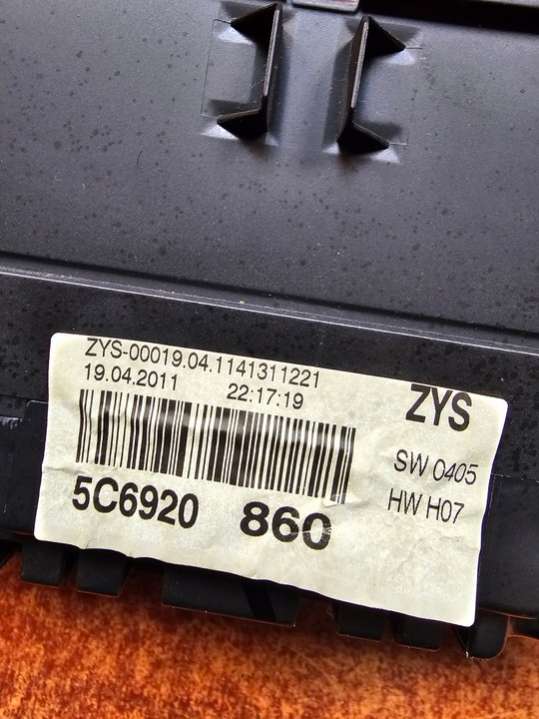 ZYS-00019.04.1141311221
19.04.2011 22:17:19
ZYS
SW 0405
HW H07
5C6920 860